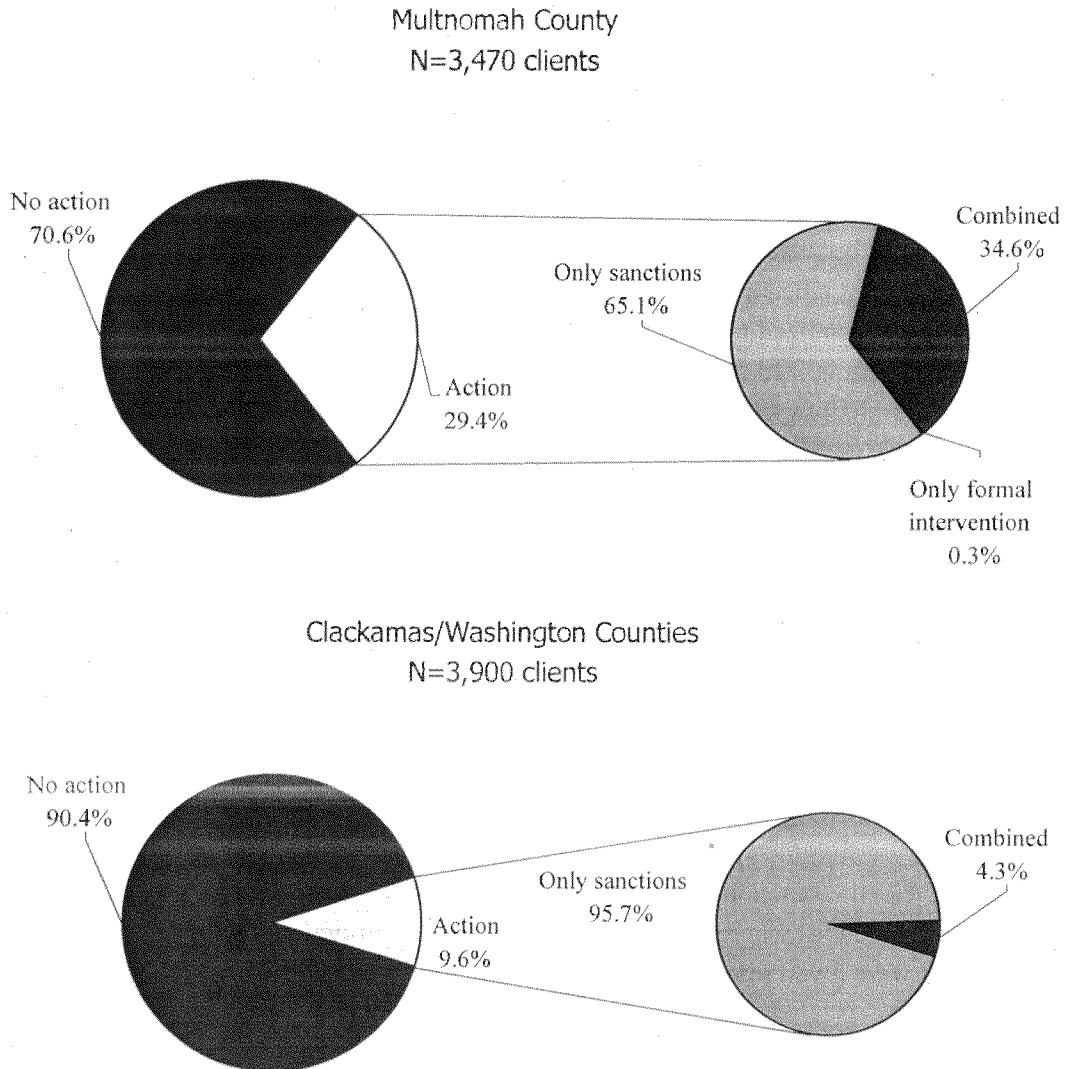 Multnomah County
N=3,470 clients
No action
70.6%
Action
29.4%
Only sanctions
65.1%
Combined
34.6%
Only formal
intervention
0.3%
Clackamas/Washington Counties
N=3,900 clients
No action
90.4%
Action
9.6%
Only sanctions
95.7%
Combined
4.3%